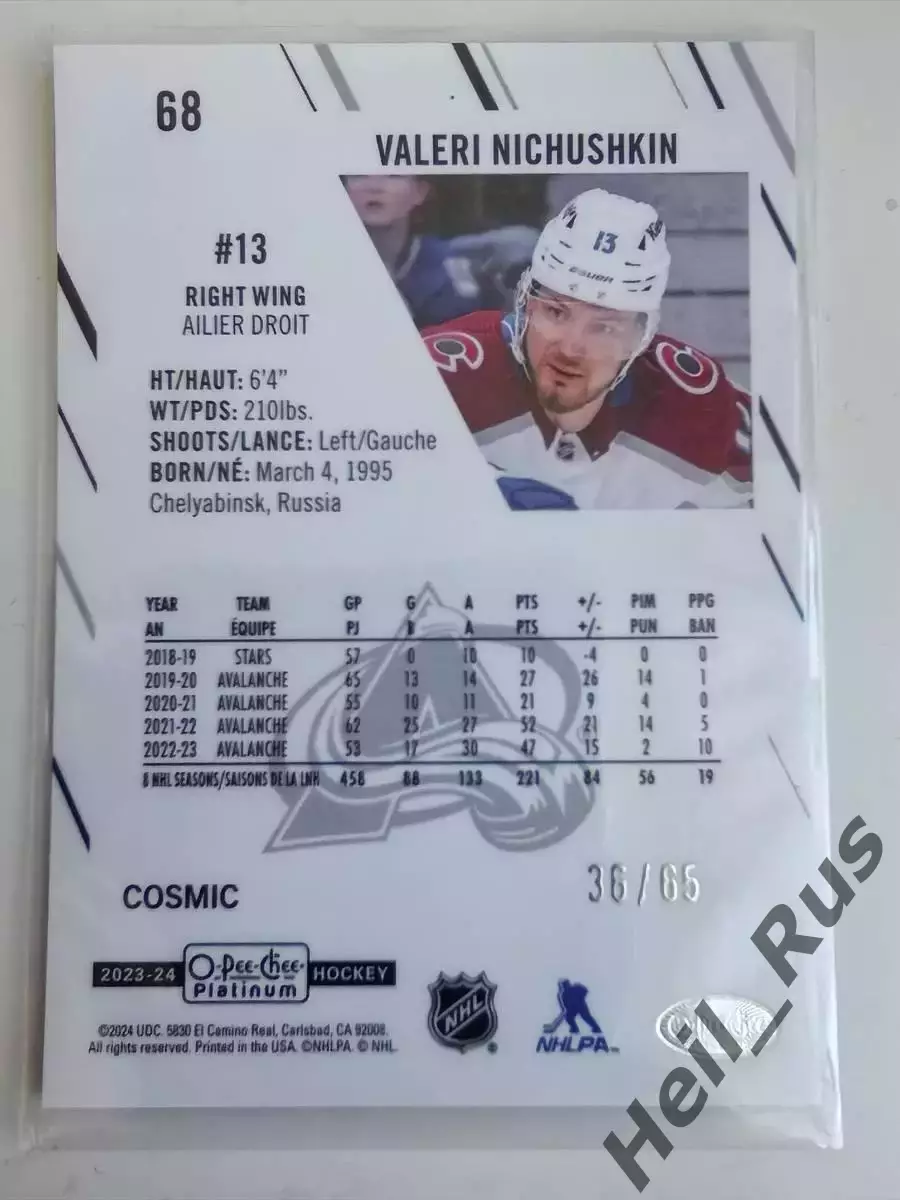 68
VALERI NICHUSHKIN
13
BAUER
#13
RIGHT WING
AILIER DROIT
HT/HAUT: 6'4"
WT/PDS: 210lbs.
SHOOTS/LANCE: Left/Gauche
BORN/NÉ: March 4, 1995
Chelyabinsk, Russia
YEAR TEAM GP G A PTS +/- PIM PPG
AN ÉQUIPE PJ B A PTS +/- PUN BAN
2018-19 STARS 57 0 10 10 -4 0 0
2019-20 AVALANCHE 65 13 14 27 26 14 1
2020-21 AVALANCHE 55 10 11 21 9 4 0
2021-22 AVALANCHE 62 25 27 52 21 14 5
2022-23 AVALANCHE 53 17 30 47 15 2 10
8 NHL SEASONS/SAISONS DE LA LNH 458 88 133 221 84 56 19
COSMIC
36/65
2023-24 O-PEE-CHEE HOCKEY
Platinum
NHL
NHLPA
©2024 UDC. 5830 El Camino Real, Carlsbad, CA 92008.
All rights reserved. Printed in the USA. ©NHLPA. © NHL.
Heil_Rus